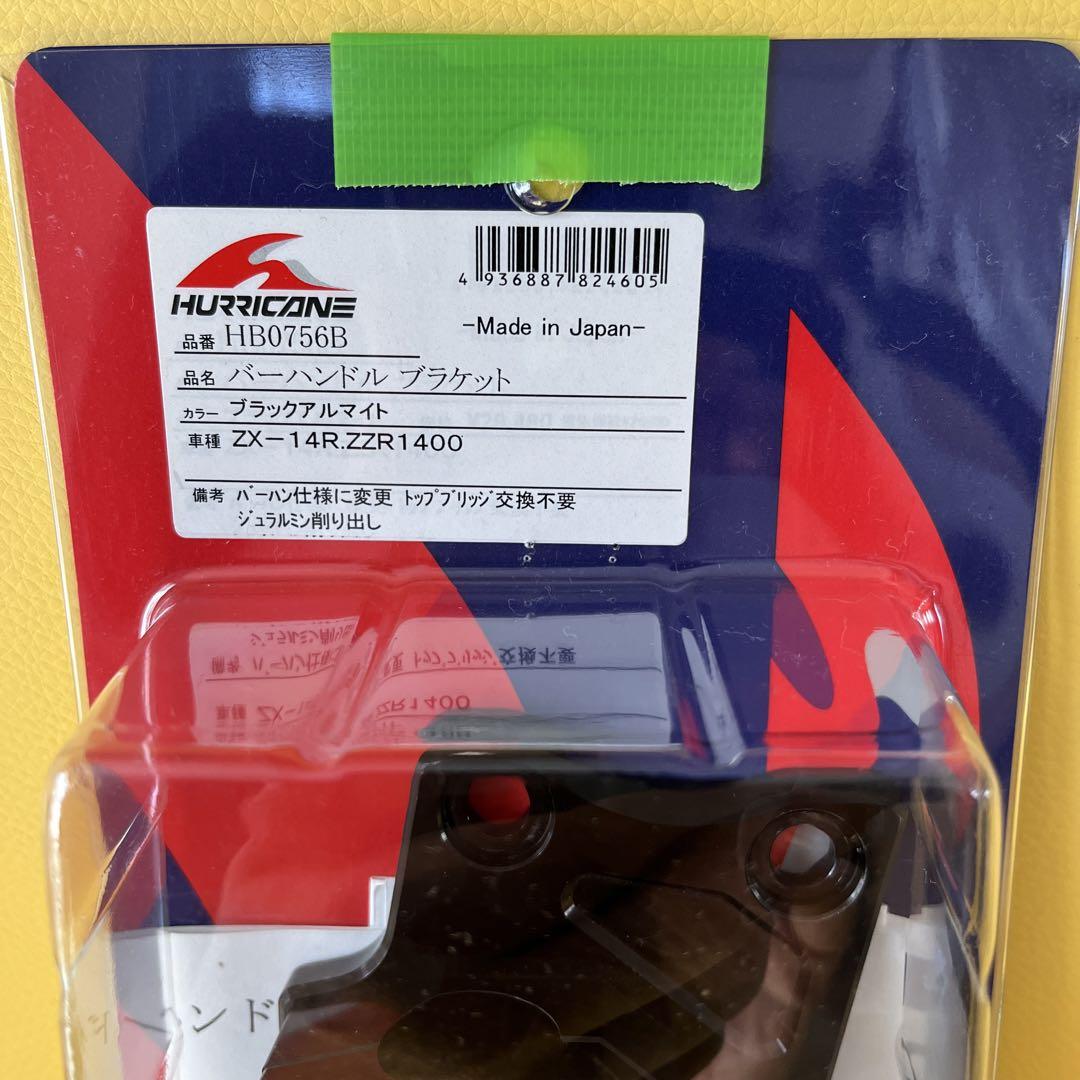 HURRICANE
4 936887 824605
-Made in Japan-
品番 HB0756B
品名 バーハンドル ブラケット
カラー ブラックアルマイト
車種 ZX-14R.ZZR1400
備考 バーハン仕様に変更 トップブリッジ交換不要
ジュラルミン削り出し
ハンド